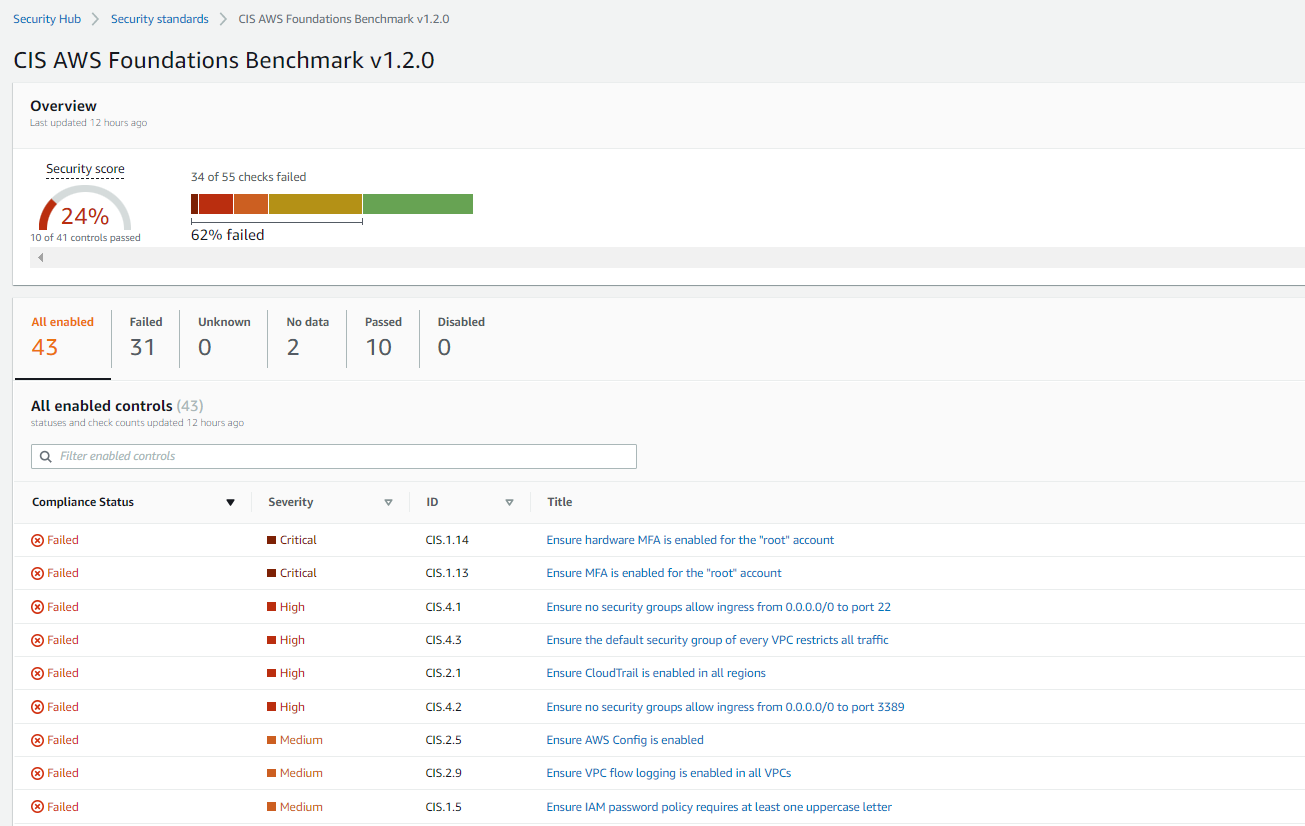 Security Hub > Security standards > CIS AWS Foundations Benchmark v1.2.0
CIS AWS Foundations Benchmark v1.2.0
Overview
Last updated 12 hours ago
Security score
24%
10 of 41 controls passed
34 of 55 checks failed
62% failed
All enabled Failed Unknown No data Passed Disabled
43 31 0 2 10 0
All enabled controls (43)
statuses and check counts updated 12 hours ago
Filter enabled controls
Compliance Status Severity ID Title
Failed Critical CIS.1.14 Ensure hardware MFA is enabled for the "root" account
Failed Critical CIS.1.13 Ensure MFA is enabled for the "root" account
Failed High CIS.4.1 Ensure no security groups allow ingress from 0.0.0.0/0 to port 22
Failed High CIS.4.3 Ensure the default security group of every VPC restricts all traffic
Failed High CIS.2.1 Ensure CloudTrail is enabled in all regions
Failed High CIS.4.2 Ensure no security groups allow ingress from 0.0.0.0/0 to port 3389
Failed Medium CIS.2.5 Ensure AWS Config is enabled
Failed Medium CIS.2.9 Ensure VPC flow logging is enabled in all VPCs
Failed Medium CIS.1.5 Ensure IAM password policy requires at least one uppercase letter